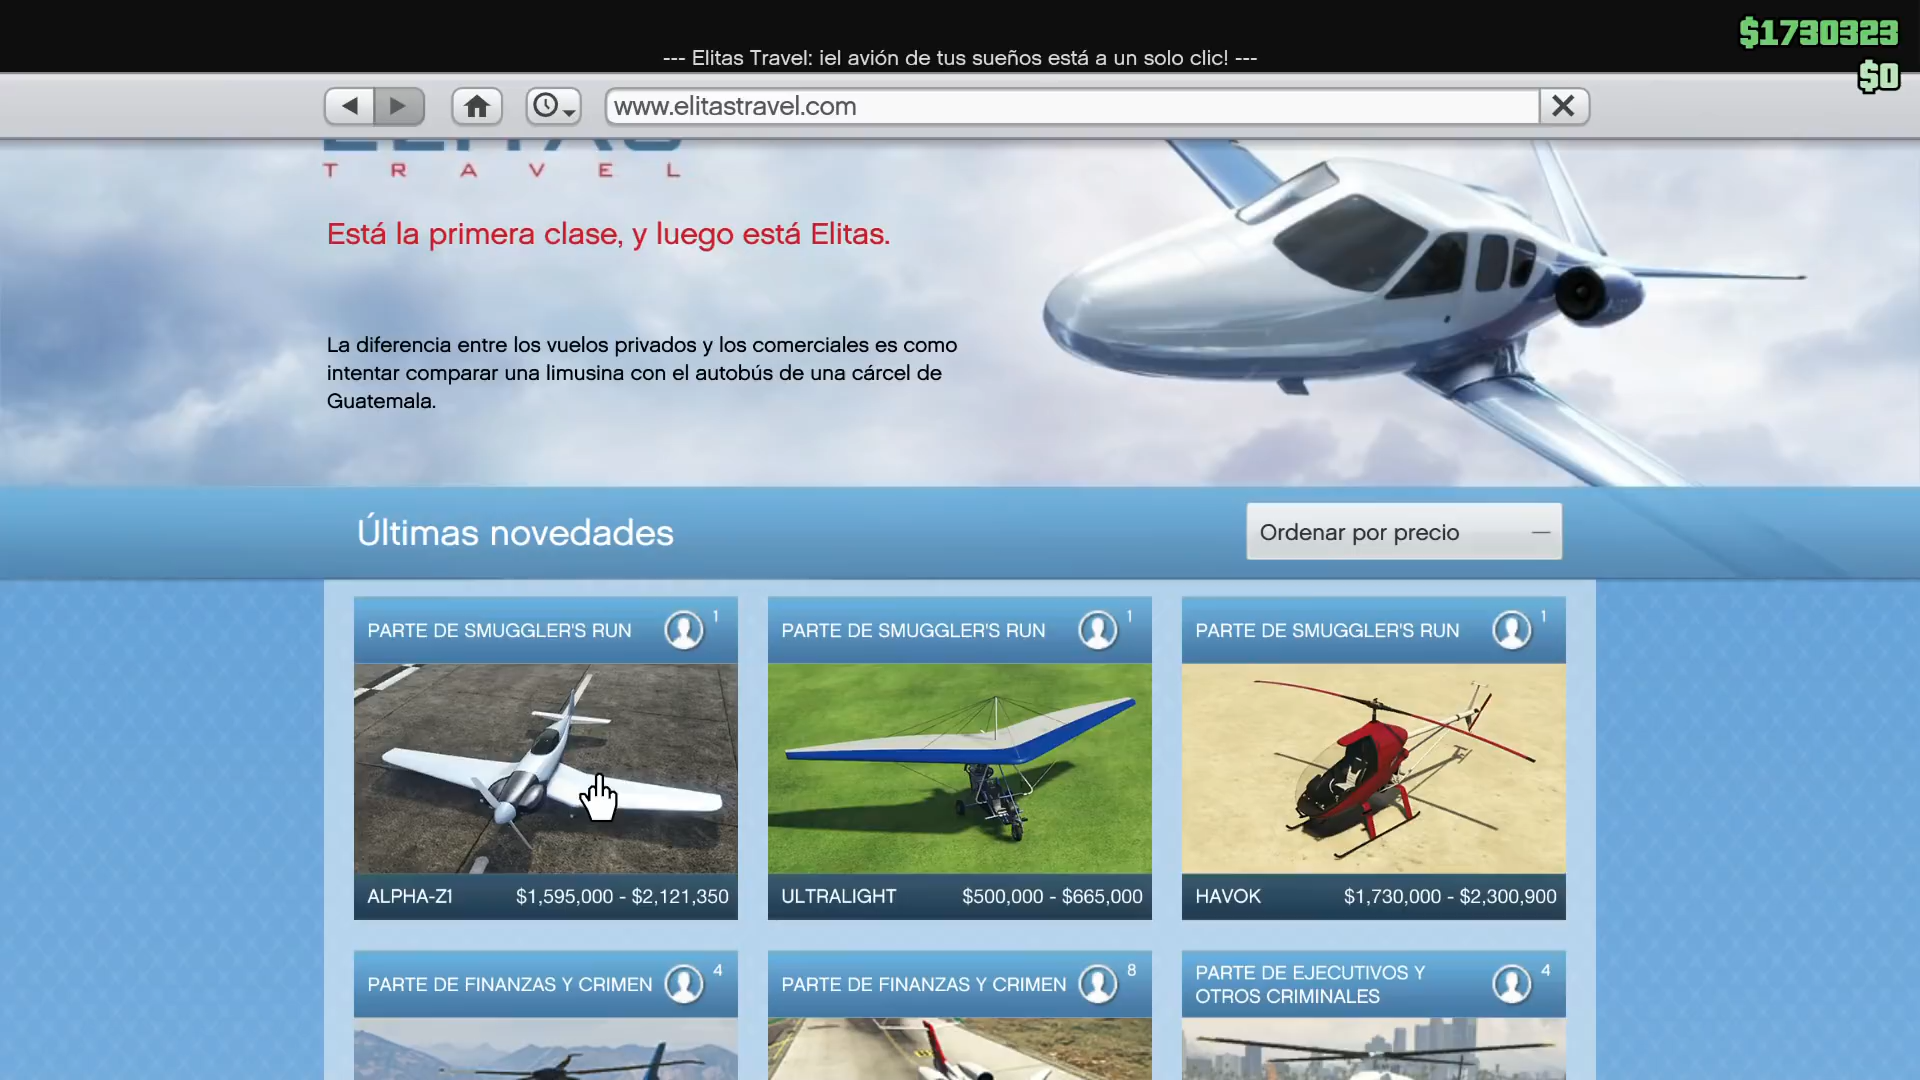 $1730323
--- Elitas Travel: ¡el avión de tus sueños está a un solo clic! ---
$0
www.elitastravel.com
TRAVEL
Está la primera clase, y luego está Elitas.
La diferencia entre los vuelos privados y los comerciales es como
intentar comparar una limusina con el autobús de una cárcel de
Guatemala.
Últimas novedades
Ordenar por precio
PARTE DE SMUGGLER'S RUN 1
PARTE DE SMUGGLER'S RUN 1
PARTE DE SMUGGLER'S RUN 1
ALPHA-Z1 $1,595,000 - $2,121,350
ULTRALIGHT $500,000 - $665,000
HAVOK $1,730,000 - $2,300,900
PARTE DE FINANZAS Y CRIMEN 4
PARTE DE FINANZAS Y CRIMEN 8
PARTE DE EJECUTIVOS Y
OTROS CRIMINALES 4